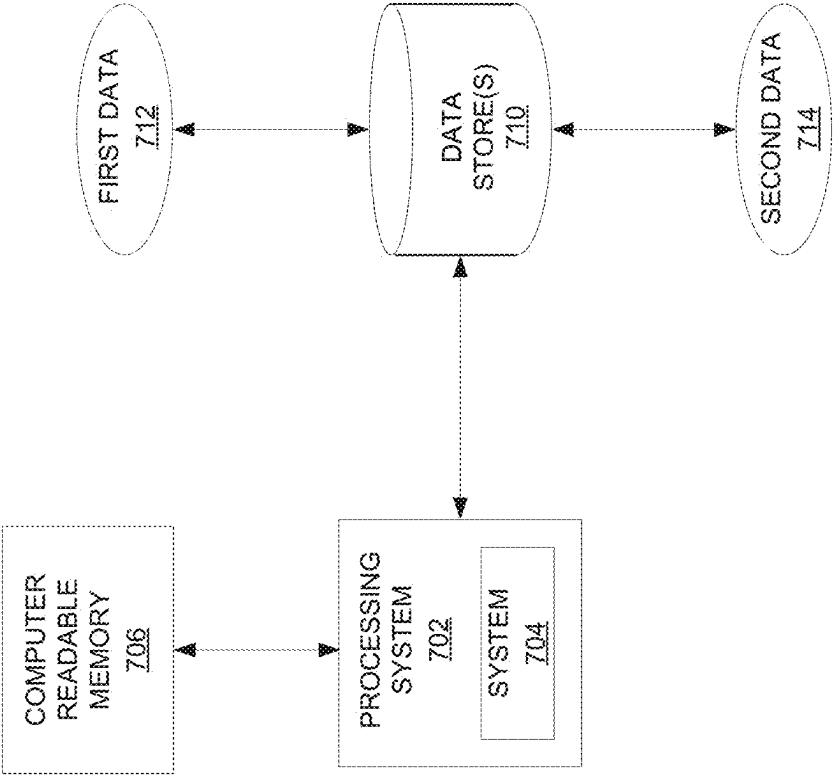 COMPUTER
READABLE
MEMORY
706
PROCESSING
SYSTEM
702
SYSTEM
704
FIRST DATA
712
DATA
STORE(S)
710
SECOND DATA
714